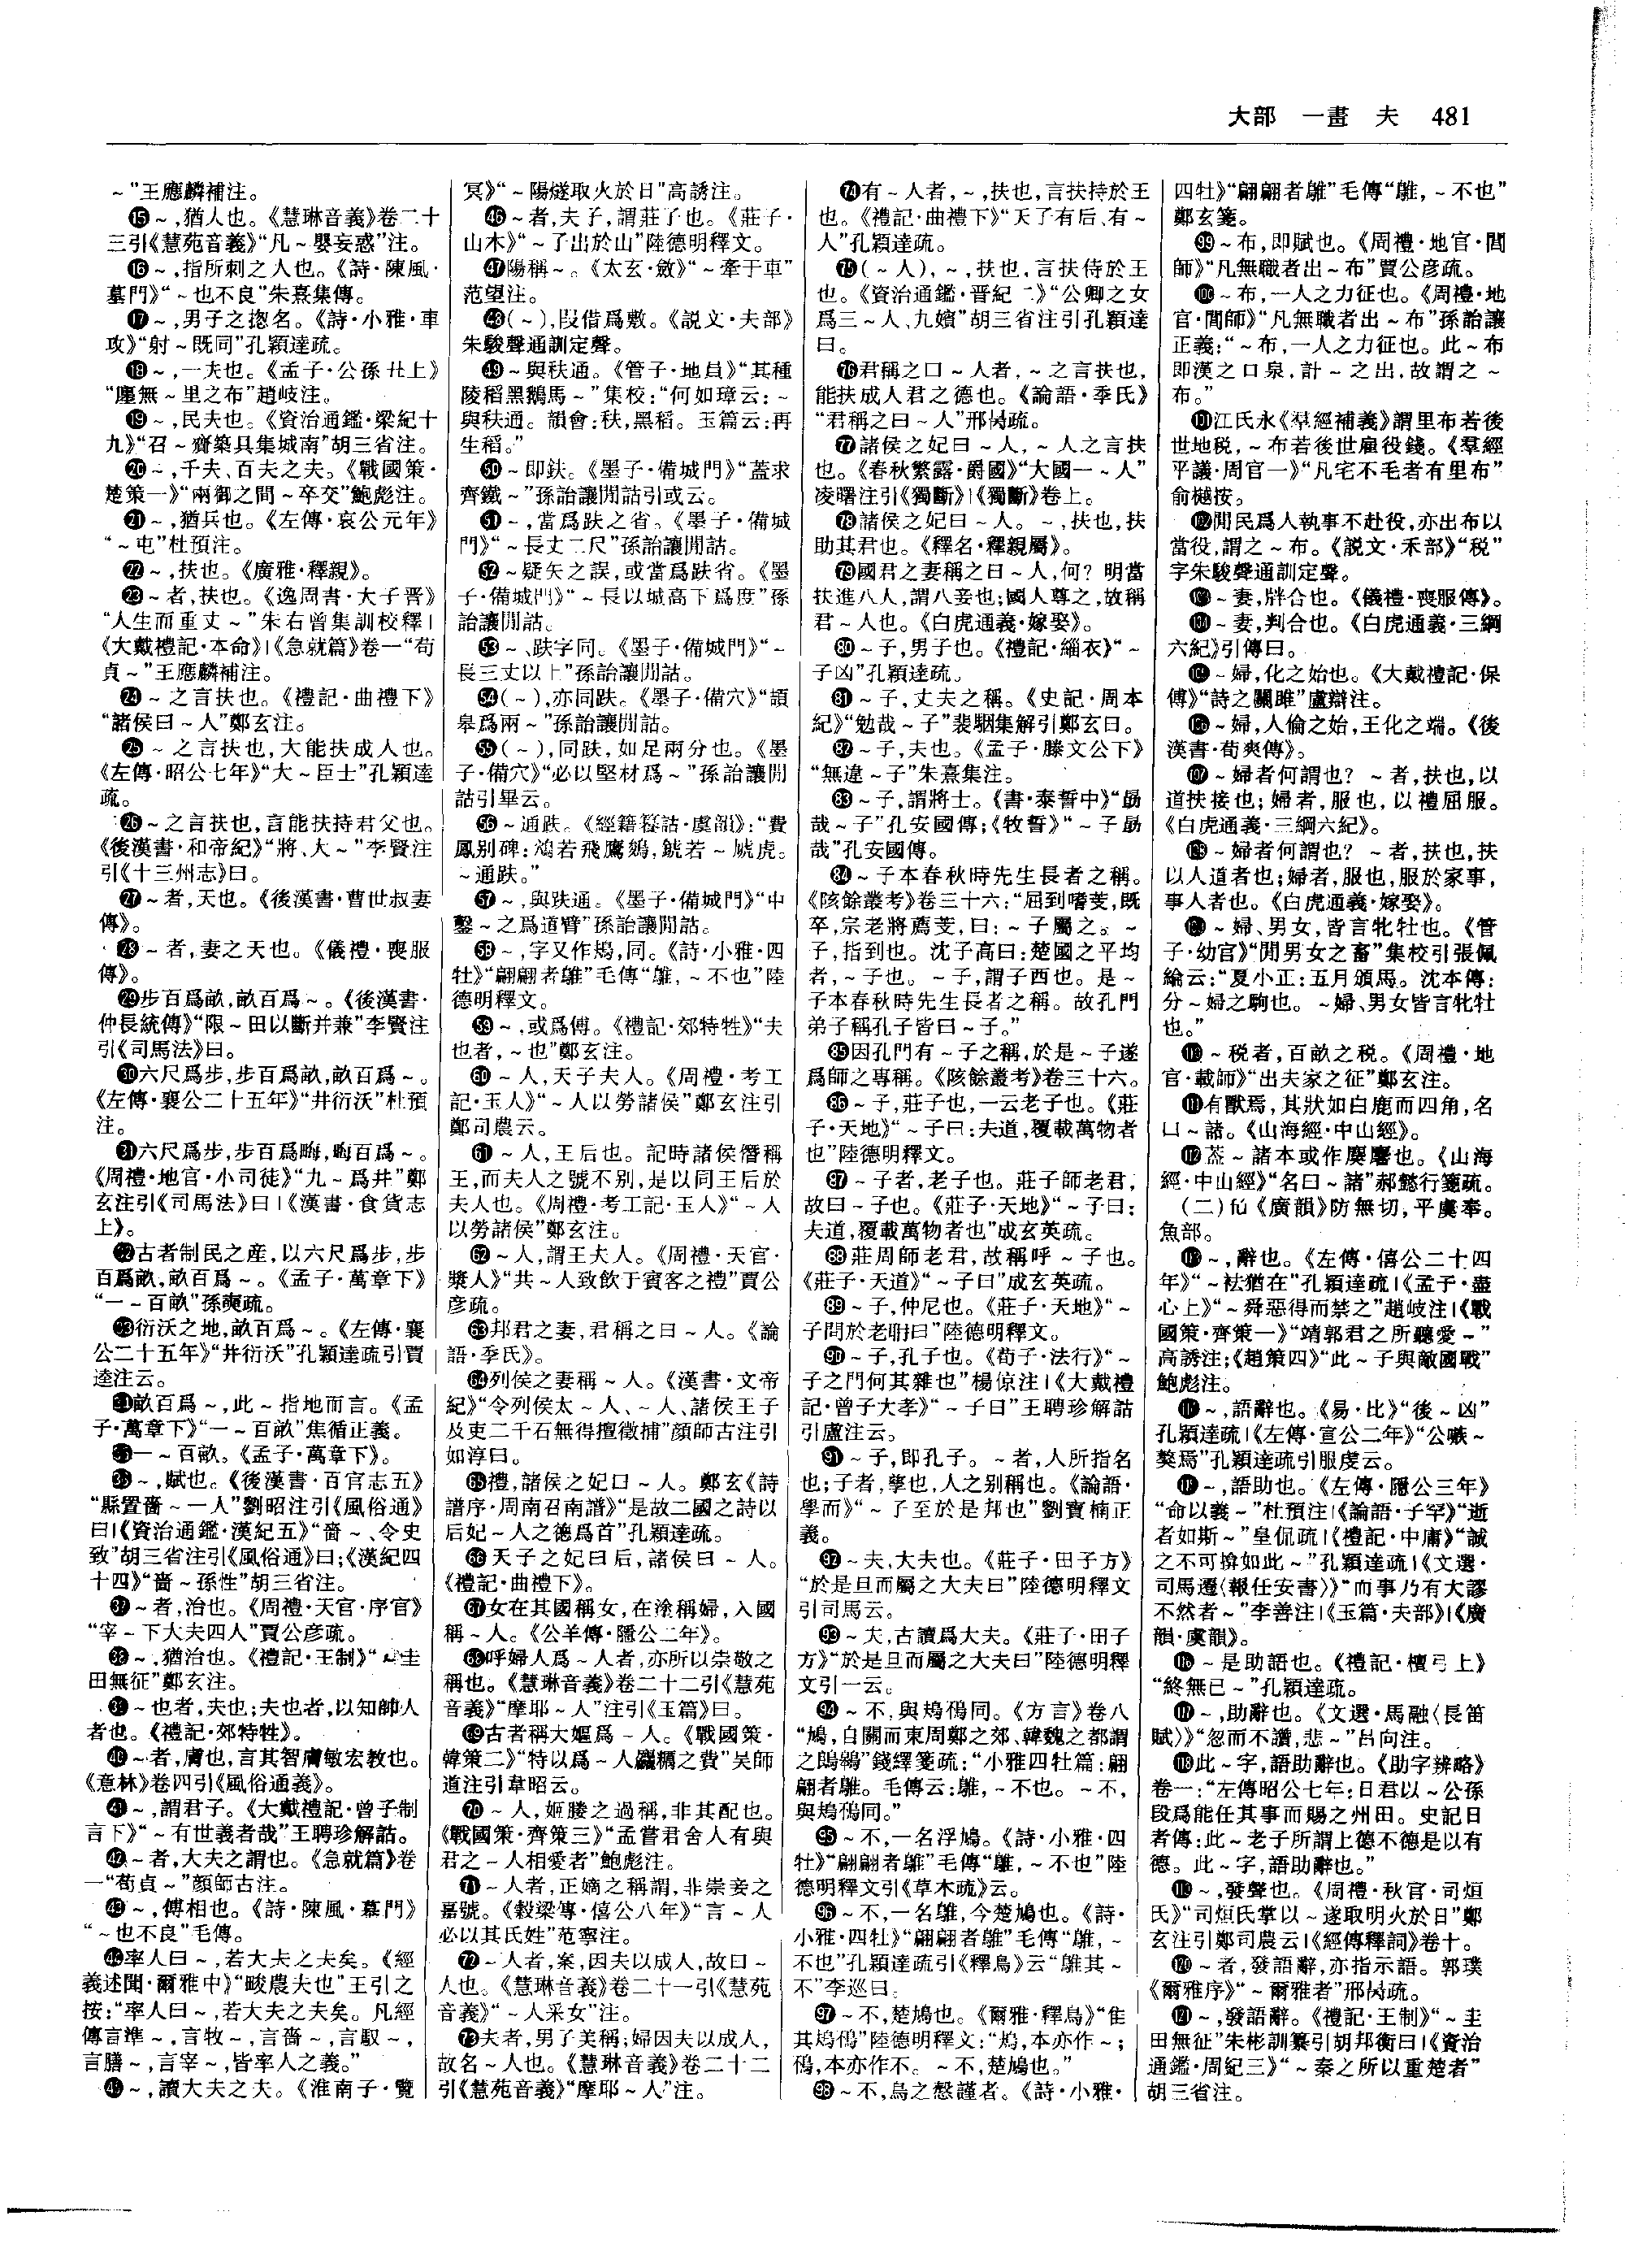 大部 一畫 夫 481
~”王應麟補注。
⓯~,猶人也。《慧琳音義》卷二十
三引《慧苑音義》“凡~嬰妄惑”注。
⓰~,指所刺之人也。《詩·陳風·
墓門》“~也不良”朱熹集傳。
⓱~,男子之揔名。《詩·小雅·車
攻》“射~既同”孔穎達疏。
⓲~,一夫也。《孟子·公孫丑上》
“廛無~里之布”趙岐注。
⓳~,民夫也。《資治通鑑·梁紀十
九》“召~齎築具集城南”胡三省注。
⓴~,千夫、百夫之夫。《戰國策·
楚策一》“兩御之間~卒交”鮑彪注。
㉑~,猶兵也。《左傳·哀公元年》
“~屯”杜預注。
㉒~,扶也。《廣雅·釋親》。
㉓~者,扶也。《逸周書·大子晋》
“人生而重丈~”朱右曾集訓校釋|
《大戴禮記·本命》|《急就篇》卷一“荀
貞~”王應麟補注。
㉔~之言扶也。《禮記·曲禮下》
“諸侯曰~人”鄭玄注。
㉕~之言扶也,大能扶成人也。
《左傳·昭公七年》“大~臣士”孔穎達
疏。
㉖~之言扶也,言能扶持君父也。
《後漢書·和帝紀》“將、大~”李賢注
引《十三州志》曰。
㉗~者,天也。《後漢書·曹世叔妻
傳》。
㉘~者,妻之天也。《儀禮·喪服
傳》。
㉙步百爲畝,畝百爲~。《後漢書·
仲長統傳》“限~田以斷并兼”李賢注
引《司馬法》曰。
㉚六尺爲步,步百爲畝,畝百爲~。
《左傳·襄公二十五年》“井衍沃”杜預
注。
㉛六尺爲步,步百爲畮,畮百爲~。
《周禮·地官·小司徒》“九~爲井”鄭
玄注引《司馬法》曰|《漢書·食貨志
上》。
㉜古者制民之産,以六尺爲步,步
百爲畝,畝百爲~。《孟子·萬章下》
“一~百畝”孫奭疏。
㉝衍沃之地,畝百爲~。《左傳·襄
公二十五年》“井衍沃”孔穎達疏引賈
逵注云。
㉞畝百爲~,此~指地而言。《孟
子·萬章下》“一~百畝”焦循正義。
㉟一~百畝。《孟子·萬章下》。
㊱~,賦也。《後漢書·百官志五》
“縣置嗇~一人”劉昭注引《風俗通》
曰|《資治通鑑·漢紀五》“嗇~、令史
致”胡三省注引《風俗通》曰;《漢紀四
十四》“嗇~孫性”胡三省注。
㊲~者,治也。《周禮·天官·序官》
“宰~下大夫四人”賈公彦疏。
㊳~,猶治也。《禮記·王制》“~圭
田無征”鄭玄注。
㊴~也者,夫也;夫也者,以知帥人
者也。《禮記·郊特牲》。
㊵~者,膚也,言其智膚敏宏教也。
《意林》卷四引《風俗通義》。
㊶~,謂君子。《大戴禮記·曾子制
言下》“~有世義者哉”王聘珍解詁。
㊷~者,大夫之謂也。《急就篇》卷
一“荀貞~”顔師古注。
㊸~,傅相也。《詩·陳風·墓門》
“~也不良”毛傳。
㊹率人曰~,若大夫之夫矣。《經
義述聞·爾雅中》“畯農夫也”王引之
按:“率人曰~,若大夫之夫矣。凡經
傳言準~,言牧~,言嗇~,言馭~,
言膳~,言宰~,皆率人之義。”
㊺~,讀大夫之夫。《淮南子·覽
冥》“~陽燧取火於日”高誘注。
㊻~者,夫子,謂莊子也。《莊子·
山木》“~子出於山”陸德明釋文。
㊼陽稱~。《太玄·斂》“~牽于車”
范望注。
㊽(~),叚借爲敷。《説文·夫部》
朱駿聲通訓定聲。
㊾~與秩通。《管子·地員》“其種
陵稻黑鵝馬~”集校:“何如璋云:~
與秩通。韻會:秩,黑稻。玉篇云:再
生稻。”
㊿~即鈇。《墨子·備城門》“蓋求
齊鐵~”孫詒讓閒詁引或云。
51~,當爲趺之省。《墨子·備城
門》“~長丈二尺”孫詒讓閒詁。
52~疑矢之誤,或當爲趺省。《墨
子·備城門》“~長以城高下爲度”孫
詒讓閒詁。
53~、趺字同。《墨子·備城門》“~
長三丈以上”孫詒讓閒詁。
54(~),亦同趺。《墨子·備穴》“頡
皋爲兩~”孫詒讓閒詁。
55(~),同趺,如足兩分也。《墨
子·備穴》“必以堅材爲~”孫詒讓閒
詁引畢云。
56~通趺。《經籍籑詁·虞韻》:“費
鳳别碑:鴻若飛鷹鷂,虓若~虓虎。
~通趺。”
57~,與趺通。《墨子·備城門》“中
鑿~之爲道臂”孫詒讓閒詁。
58~,字又作鳺,同。《詩·小雅·四
牡》“翩翩者鵻”毛傳“鵻,~不也”陸
德明釋文。
59~,或爲傅。《禮記·郊特牲》“夫
也者,~也”鄭玄注。
60~人,天子夫人。《周禮·考工
記·玉人》“~人以勞諸侯”鄭玄注引
鄭司農云。
61~人,王后也。記時諸侯僭稱
王,而夫人之號不别,是以同王后於
夫人也。《周禮·考工記·玉人》“~人
以勞諸侯”鄭玄注。
62~人,謂王大人。《周禮·天官·
漿人》“共~人致飲于賓客之禮”賈公
彦疏。
63邦君之妻,君稱之曰~人。《論
語·季氏》。
64列侯之妻稱~人。《漢書·文帝
紀》“令列侯太~人、~人、諸侯王子
及吏二千石無得擅徵捕”顔師古注引
如淳曰。
65禮,諸侯之妃曰~人。鄭玄《詩
譜序·周南召南譜》“是故二國之詩以
后妃~人之德爲首”孔穎達疏。
66天子之妃曰后,諸侯曰~人。
《禮記·曲禮下》。
67女在其國稱女,在塗稱婦,入國
稱~人。《公羊傳·隱公二年》。
68呼婦人爲~人者,亦所以崇敬之
稱也。《慧琳音義》卷二十二引《慧苑
音義》“摩耶~人”注引《玉篇》曰。
69古者稱大嫗爲~人。《戰國策·
韓策二》“特以爲~人麤糲之費”吴師
道注引韋昭云。
70~人,姬媵之過稱,非其配也。
《戰國策·齊策三》“孟嘗君舍人有與
君之~人相愛者”鮑彪注。
71~人者,正嫡之稱謂,非崇妾之
嘉號。《穀梁專·僖公八年》“言~人
必以其氏姓”范寧注。
72~人者,案,因夫以成人,故曰~
人也。《慧琳音義》卷二十一引《慧苑
音義》“~人采女”注。
73夫者,男子美稱;婦因夫以成人,
故名~人也。《慧琳音義》卷二十二
引《慧苑音義》“摩耶~人”注。
74有~人者,~,扶也,言扶持於王
也。《禮記·曲禮下》“天子有后、有~
人”孔穎達疏。
75(~人),~,扶也,言扶侍於王
也。《資治通鑑·晋紀二》“公卿之女
爲三~人、九嬪”胡三省注引孔穎達
曰。
76君稱之曰~人者,~之言扶也,
能扶成人君之德也。《論語·季氏》
“君稱之曰~人”邢昺疏。
77諸侯之妃曰~人,~人之言扶
也。《春秋繁露·爵國》“大國一~人”
凌曙注引《獨斷》|《獨斷》卷上。
78諸侯之妃曰~人。~,扶也,扶
助其君也。《釋名·釋親屬》。
79國君之妻稱之曰~人,何?明當
扶進八人,謂八妾也;國人尊之,故稱
君~人也。《白虎通義·嫁娶》。
80~子,男子也。《禮記·緇衣》“~
子凶”孔穎達疏。
81~子,丈夫之稱。《史記·周本
紀》“勉哉~子”裴駰集解引鄭玄曰。
82~子,夫也。《孟子·滕文公下》
“無違~子”朱熹集注。
83~子,謂將士。《書·泰誓中》“勗
哉~子”孔安國傳;《牧誓》“~子勗
哉”孔安國傳。
84~子本春秋時先生長者之稱。
《陔餘叢考》卷三十六:“屈到嗜芰,既
卒,宗老將薦芰,曰:~子屬之。~
子,指到也。沈子高曰:楚國之平均
者,~子也。~子,謂子西也。是~
子本春秋時先生長者之稱。故孔門
弟子稱孔子皆曰~子。”
85因孔門有~子之稱,於是~子遂
爲師之專稱。《陔餘叢考》卷三十六。
86~子,莊子也,一云老子也。《莊
子·天地》“~子曰:夫道,覆載萬物者
也”陸德明釋文。
87~子者,老子也。莊子師老君,
故曰~子也。《莊子·天地》“~子曰:
夫道,覆載萬物者也”成玄英疏。
88莊周師老君,故稱呼~子也。
《莊子·天道》“~子曰”成玄英疏。
89~子,仲尼也。《莊子·天地》“~
子問於老聃曰”陸德明釋文。
90~子,孔子也。《荀子·法行》“~
子之門何其雜也”楊倞注|《大戴禮
記·曾子大孝》“~子曰”王聘珍解詁
引盧注云。
91~子,即孔子。~者,人所指名
也;子者,孳也,人之别稱也。《論語·
學而》“~子至於是邦也”劉寶楠正
義。
92~夫,大夫也。《莊子·田子方》
“於是旦而屬之大夫曰”陸德明釋文
引司馬云。
93~夫,古讀爲大夫。《莊子·田子
方》“於是旦而屬之大夫曰”陸德明釋
文引一云。
94~不,與鳺鴀同。《方言》卷八
“鳩,自關而東周鄭之郊、韓魏之都謂
之鶌鷱”錢繹箋疏:“小雅四牡篇:翩
翩者鵻。毛傳云:鵻,~不也。~不,
與鳺鴀同。”
95~不,一名浮鳩。《詩·小雅·四
牡》“翩翩者鵻”毛傳“鵻,~不也”陸
德明釋文引《草木疏》云。
96~不,一名鵻,今楚鳩也。《詩·
小雅·四牡》“翩翩者鵻”毛傳“鵻,~
不也”孔穎達疏引《釋鳥》云“鵻其~
不”李巡曰。
97~不,楚鳩也。《爾雅·釋鳥》“隹
其鳺鴀”陸德明釋文:“鳺,本亦作~;
鴀,本亦作不。~不,楚鳩也。”
98~不,鳥之慤謹者。《詩·小雅·
四牡》“翩翩者鵻”毛傳“鵻,~不也”
鄭玄箋。
99~布,即賦也。《周禮·地官·閭
師》“凡無職者出~布”賈公彦疏。
100~布,一人之力征也。《周禮·地
官·閭師》“凡無職者出~布”孫詒讓
正義:“~布,一人之力征也。此~布
即漢之口泉,計~之出,故謂之~
布。”
101江氏永《羣經補義》謂里布若後
世地税,~布若後世雇役錢。《羣經
平議·周官一》“凡宅不毛者有里布”
俞樾按。
102閒民爲人執事不赴役,亦出布以
當役,謂之~布。《説文·禾部》“税”
字朱駿聲通訓定聲。
103~妻,牉合也。《儀禮·喪服傳》。
104~妻,判合也。《白虎通義·三綱
六紀》引傳曰。
105~婦,化之始也。《大戴禮記·保
傅》“詩之關雎”盧辯注。
106~婦,人倫之始,王化之端。《後
漢書·荀爽傳》。
107~婦者何謂也?~者,扶也,以
道扶接也;婦者,服也,以禮屈服。
《白虎通義·三綱六紀》。
108~婦者何謂也?~者,扶也,扶
以人道者也;婦者,服也,服於家事,
事人者也。《白虎通義·嫁娶》。
109~婦、男女,皆言牝牡也。《管
子·幼官》“閒男女之畜”集校引張佩
綸云:“夏小正:五月頒馬。沈本傳:
分~婦之駒也。~婦、男女皆言牝牡
也。”
110~税者,百畝之税。《周禮·地
官·載師》“出夫家之征”鄭玄注。
111有獸焉,其狀如白鹿而四角,名
曰~諸。《山海經·中山經》。
112葢~諸本或作麌麢也。《山海
經·中山經》“名曰~諸”郝懿行箋疏。
(二)fú《廣韻》防無切,平虞奉。
魚部。
113~,辭也。《左傳·僖公二十四
年》“~袪猶在”孔穎達疏|《孟子·盡
心上》“~舜惡得而禁之”趙岐注|《戰
國策·齊策一》“靖郭君之所聽愛~”
高誘注;《趙策四》“此~子與敵國戰”
鮑彪注。
114~,語辭也。《易·比》“後~凶”
孔穎達疏|《左傳·宣公二年》“公嗾~
獒焉”孔穎達疏引服虔云。
115~,語助也。《左傳·隱公三年》
“命以義~”杜預注|《論語·子罕》“逝
者如斯~”皇侃疏|《禮記·中庸》“誠
之不可揜如此~”孔穎達疏|《文選·
司馬遷〈報任安書〉》“而事乃有大謬
不然者~”李善注|《玉篇·夫部》|《廣
韻·虞韻》。
116~是助語也。《禮記·檀弓上》
“終無已~”孔穎達疏。
117~,助辭也。《文選·馬融〈長笛
賦〉》“忽而不讚,悲~”吕向注。
118此~字,語助辭也。《助字辨略》
卷一:“左傳昭公七年:日君以~公孫
段爲能任其事而賜之州田。史記日
者傳:此~老子所謂上德不德是以有
德。此~字,語助辭也。”
119~,發聲也。《周禮·秋官·司烜
氏》“司烜氏掌以~遂取明火於日”鄭
玄注引鄭司農云|《經傳釋詞》卷十。
120~者,發語辭,亦指示語。郭璞
《爾雅序》“~爾雅者”邢昺疏。
121~,發語辭。《禮記·王制》“~圭
田無征”朱彬訓纂引胡邦衡曰|《資治
通鑑·周紀三》“~秦之所以重楚者”
胡三省注。